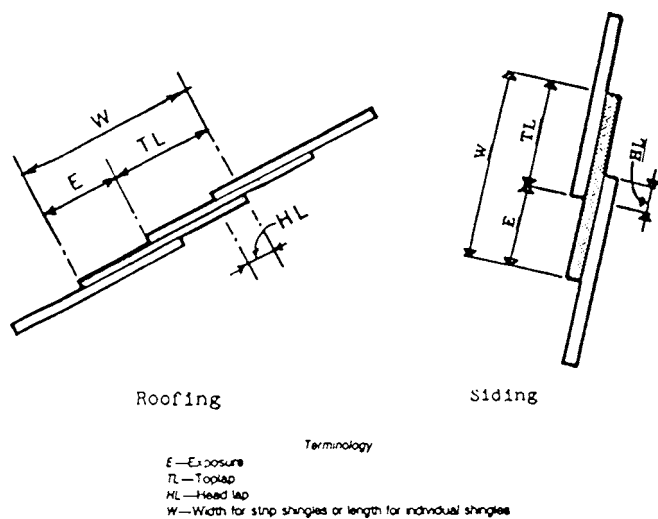 W
TL
E
HL
W
TL
HL
E
Roofing
Siding
Terminology
E—Exposure
TL—Toplap
HL—Head lap
W—Width for strip shingles or length for individual shingles